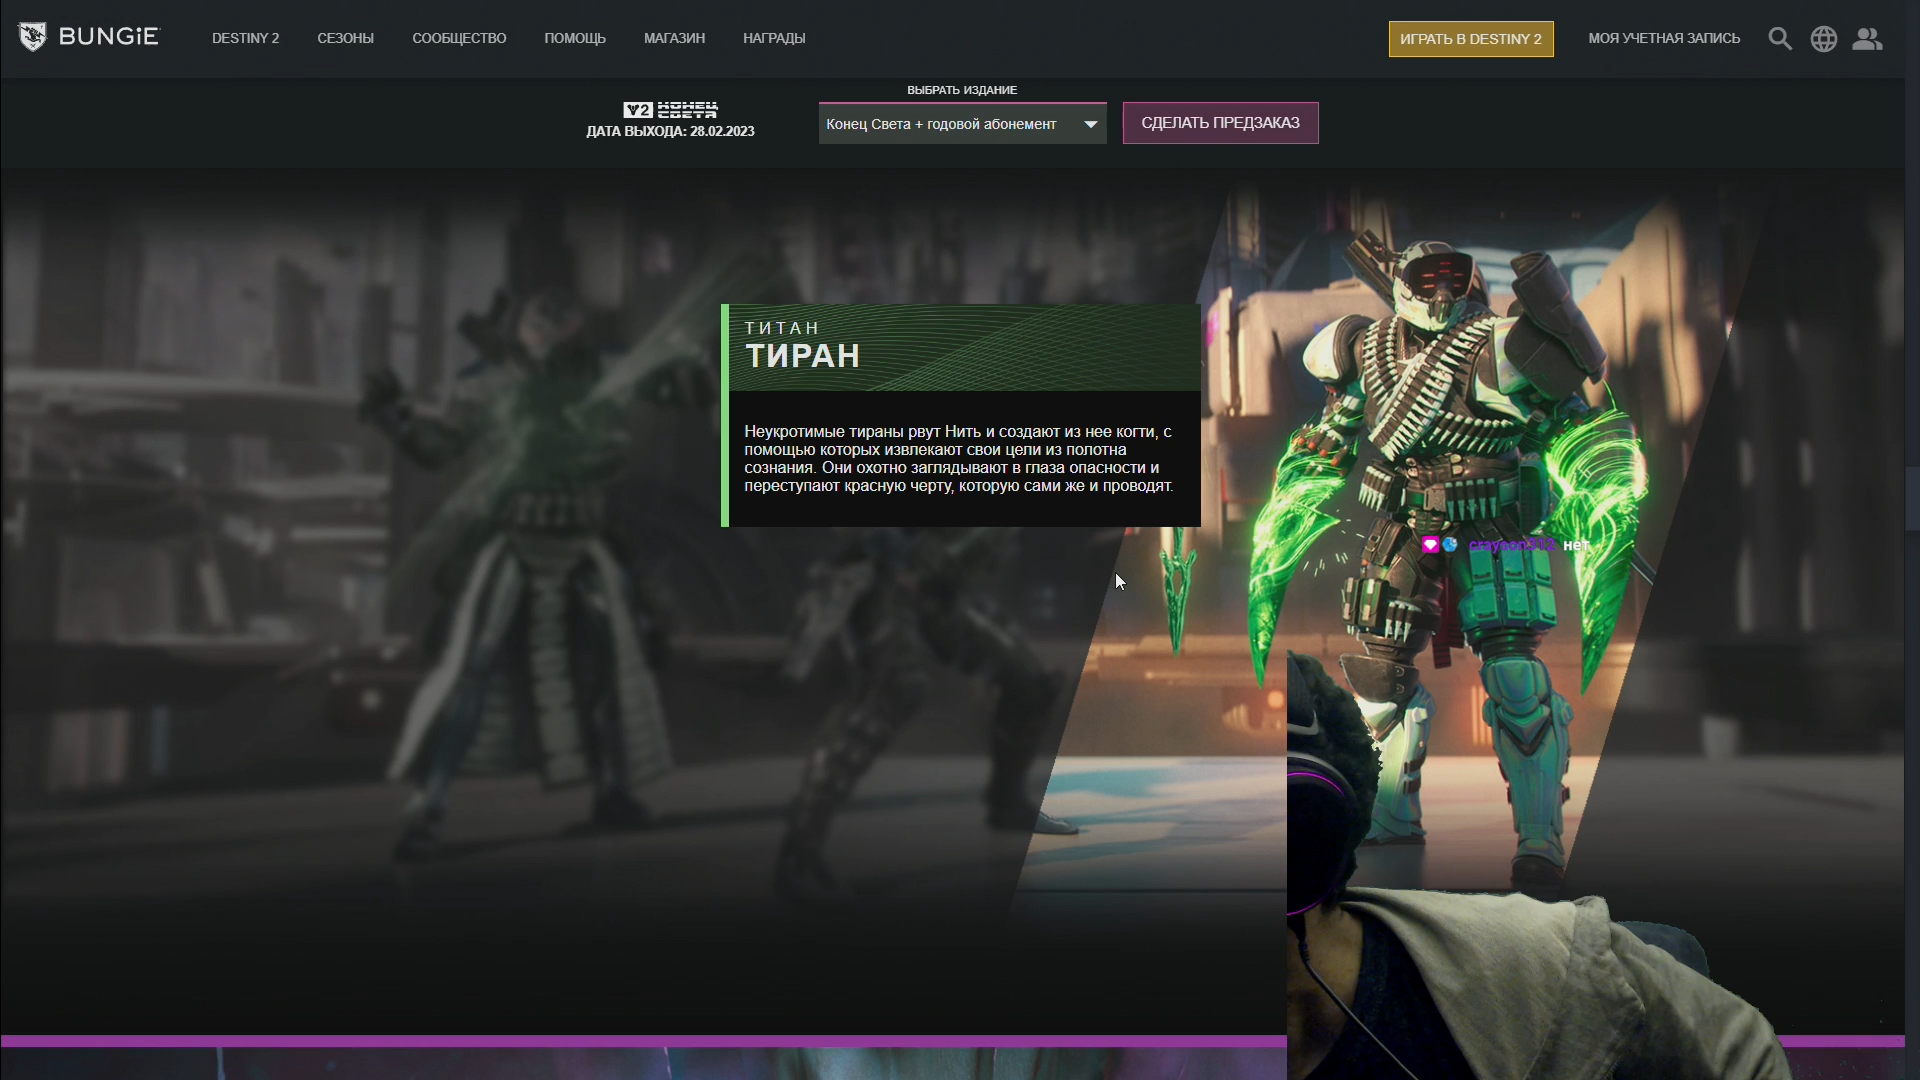 BUNGiE
DESTINY 2
СЕЗОНЫ
СООБЩЕСТВО
ПОМОЩЬ
МАГАЗИН
НАГРАДЫ
ИГРАТЬ В DESTINY 2
МОЯ УЧЕТНАЯ ЗАПИСЬ
КОНЕЦ
СВЕТА
ДАТА ВЫХОДА: 28.02.2023
ВЫБРАТЬ ИЗДАНИЕ
Конец Света + годовой абонемент
СДЕЛАТЬ ПРЕДЗАКАЗ
ТИТАН
ТИРАН
Неукротимые тираны рвут Нить и создают из нее когти, с
помощью которых извлекают свои цели из полотна
сознания. Они охотно заглядывают в глаза опасности и
переступают красную черту, которую сами же и проводят.
нет